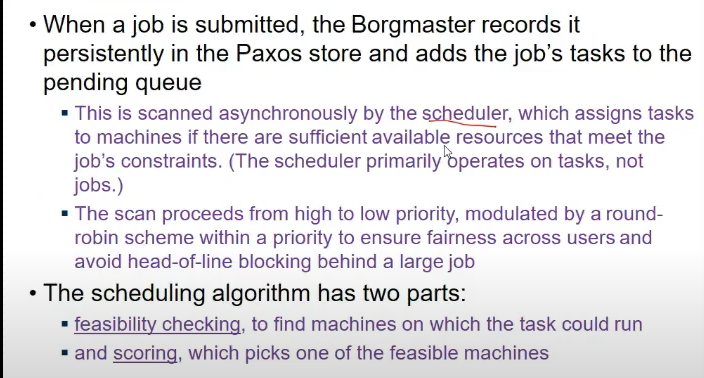 • When a job is submitted, the Borgmaster records it
persistently in the Paxos store and adds the job's tasks to the
pending queue
▪ This is scanned asynchronously by the scheduler, which assigns tasks
to machines if there are sufficient available resources that meet the
job's constraints. (The scheduler primarily operates on tasks, not
jobs.)
▪ The scan proceeds from high to low priority, modulated by a round-
robin scheme within a priority to ensure fairness across users and
avoid head-of-line blocking behind a large job
• The scheduling algorithm has two parts:
▪ feasibility checking, to find machines on which the task could run
▪ and scoring, which picks one of the feasible machines